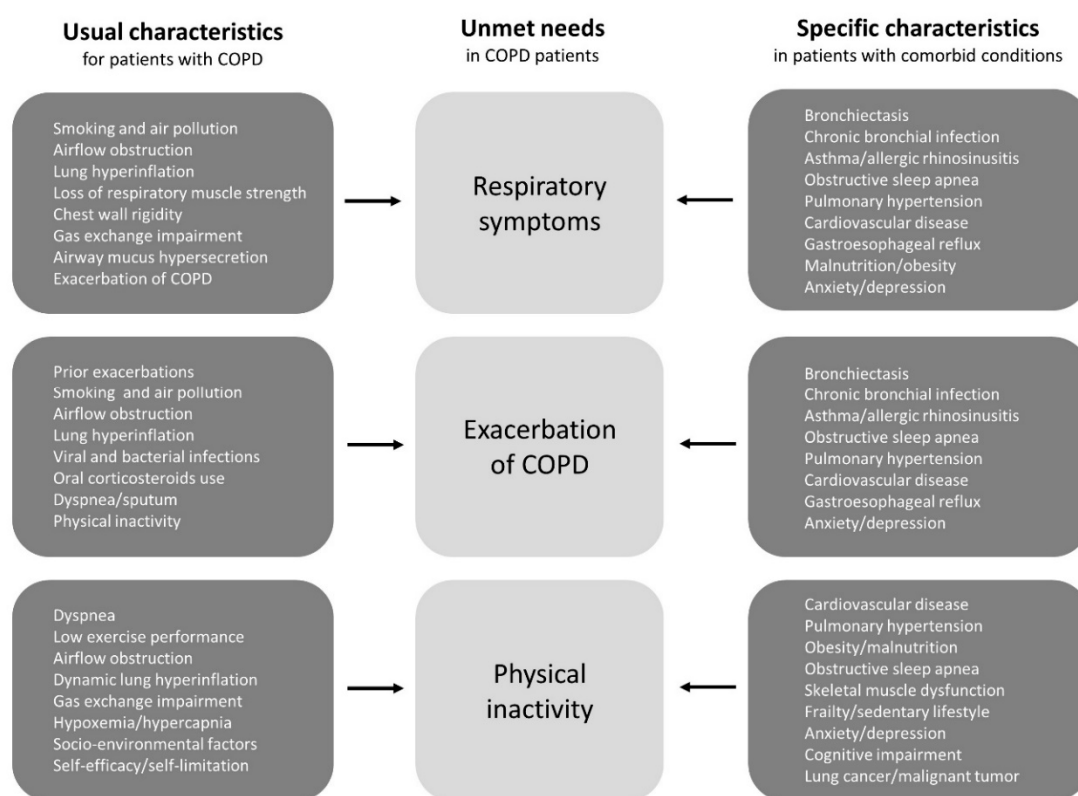 Usual characteristics
for patients with COPD
Unmet needs
in COPD patients
Specific characteristics
in patients with comorbid conditions
Smoking and air pollution
Airflow obstruction
Lung hyperinflation
Loss of respiratory muscle strength
Chest wall rigidity
Gas exchange impairment
Airway mucus hypersecretion
Exacerbation of COPD
Respiratory
symptoms
Bronchiectasis
Chronic bronchial infection
Asthma/allergic rhinosinusitis
Obstructive sleep apnea
Pulmonary hypertension
Cardiovascular disease
Gastroesophageal reflux
Malnutrition/obesity
Anxiety/depression
Prior exacerbations
Smoking and air pollution
Airflow obstruction
Lung hyperinflation
Viral and bacterial infections
Oral corticosteroids use
Dyspnea/sputum
Physical inactivity
Exacerbation
of COPD
Bronchiectasis
Chronic bronchial infection
Asthma/allergic rhinosinusitis
Obstructive sleep apnea
Pulmonary hypertension
Cardiovascular disease
Gastroesophageal reflux
Anxiety/depression
Dyspnea
Low exercise performance
Airflow obstruction
Dynamic lung hyperinflation
Gas exchange impairment
Hypoxemia/hypercapnia
Socio-environmental factors
Self-efficacy/self-limitation
Physical
inactivity
Cardiovascular disease
Pulmonary hypertension
Obesity/malnutrition
Obstructive sleep apnea
Skeletal muscle dysfunction
Frailty/sedentary lifestyle
Anxiety/depression
Cognitive impairment
Lung cancer/malignant tumor